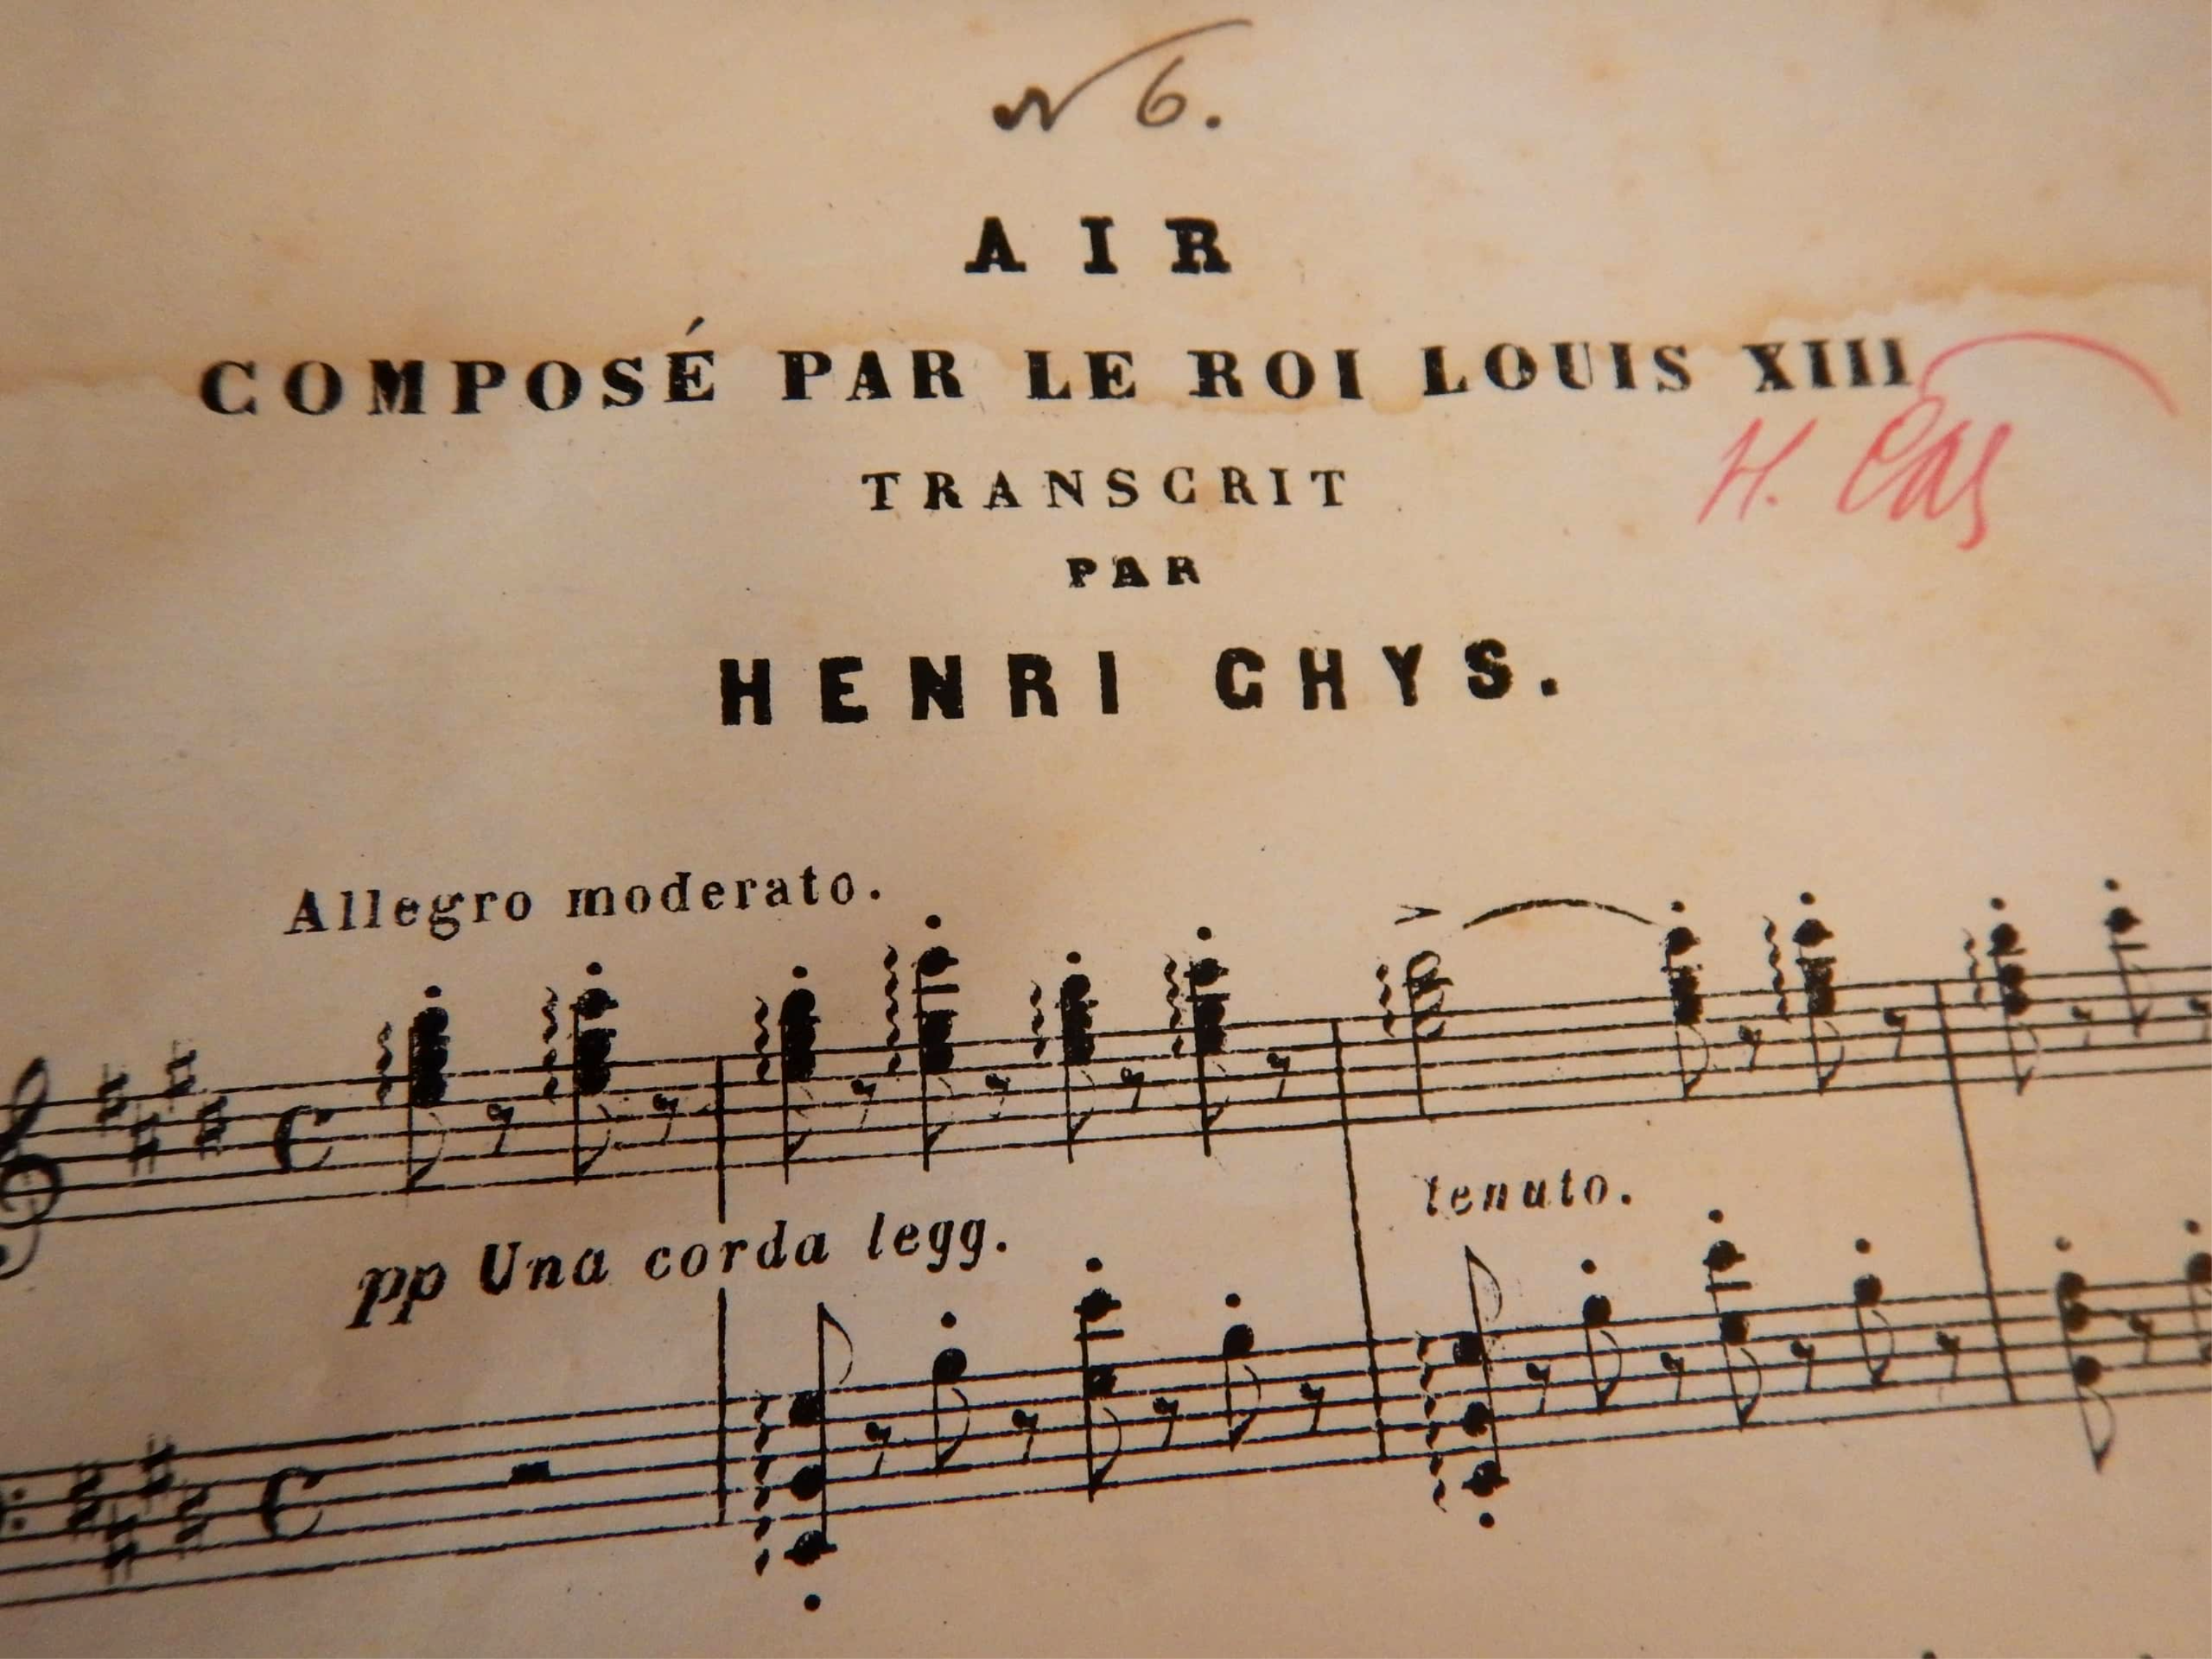 N 6.
AIR
COMPOSÉ PAR LE ROI LOUIS XIII
H.
TRANSCRIT
PAR
HENRI GHYS.
Allegro moderato.
pp Una corda legg.
tenuto.